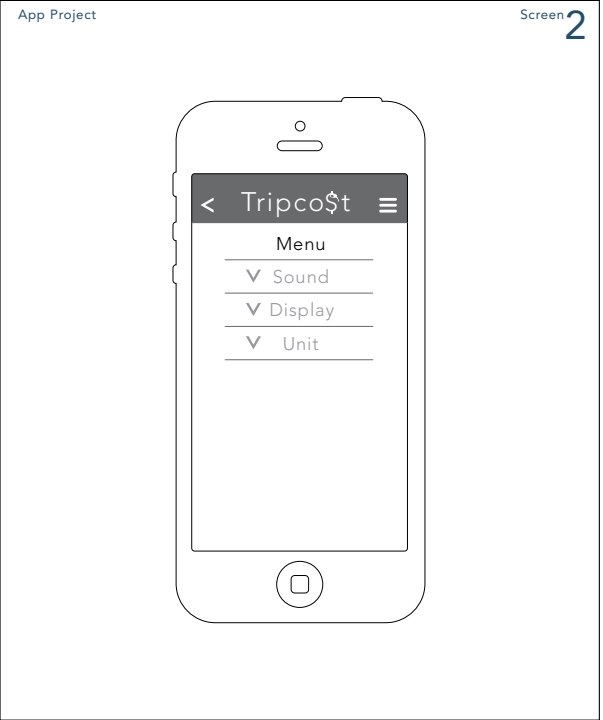 App Project
Screen 2
< Tripco$t
Menu
Sound
Display
Unit